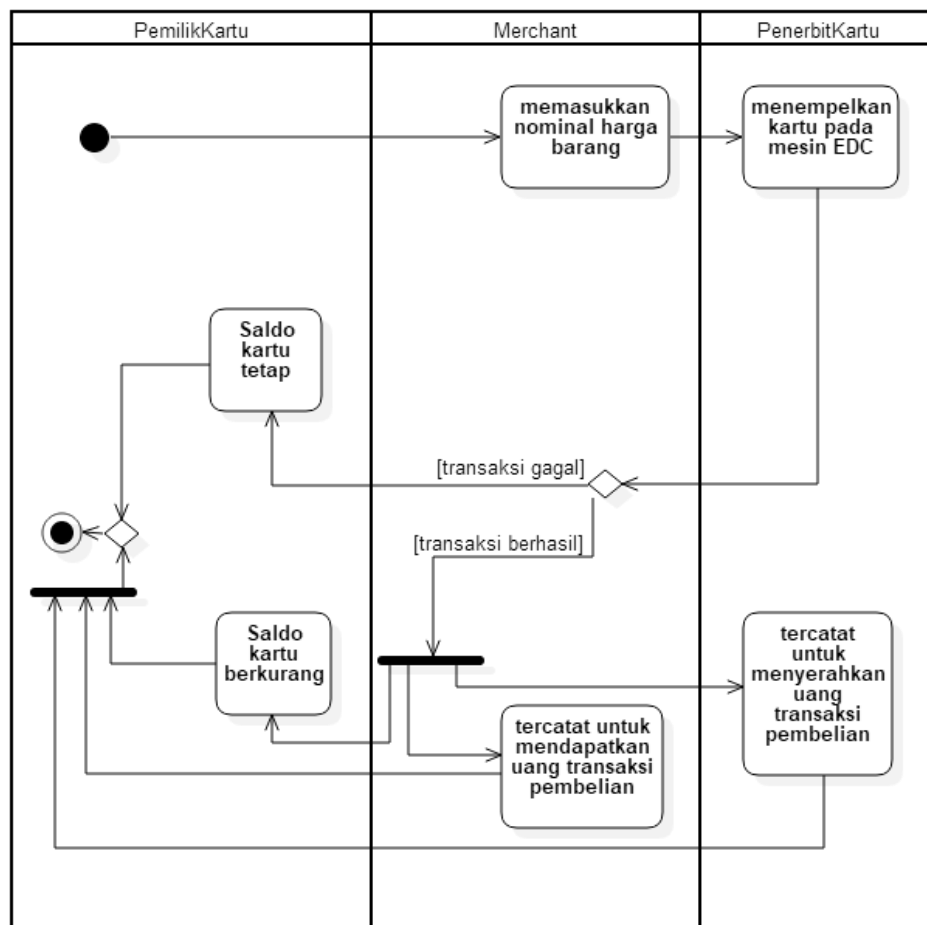 PemilikKartu
Merchant
PenerbitKartu
memasukkan
nominal harga
barang
menempelkan
kartu pada
mesin EDC
Saldo
kartu
tetap
[transaksi gagal]
[transaksi berhasil]
Saldo
kartu
berkurang
tercatat untuk
mendapatkan
uang transaksi
pembelian
tercatat
untuk
menyerahkan
uang
transaksi
pembelian